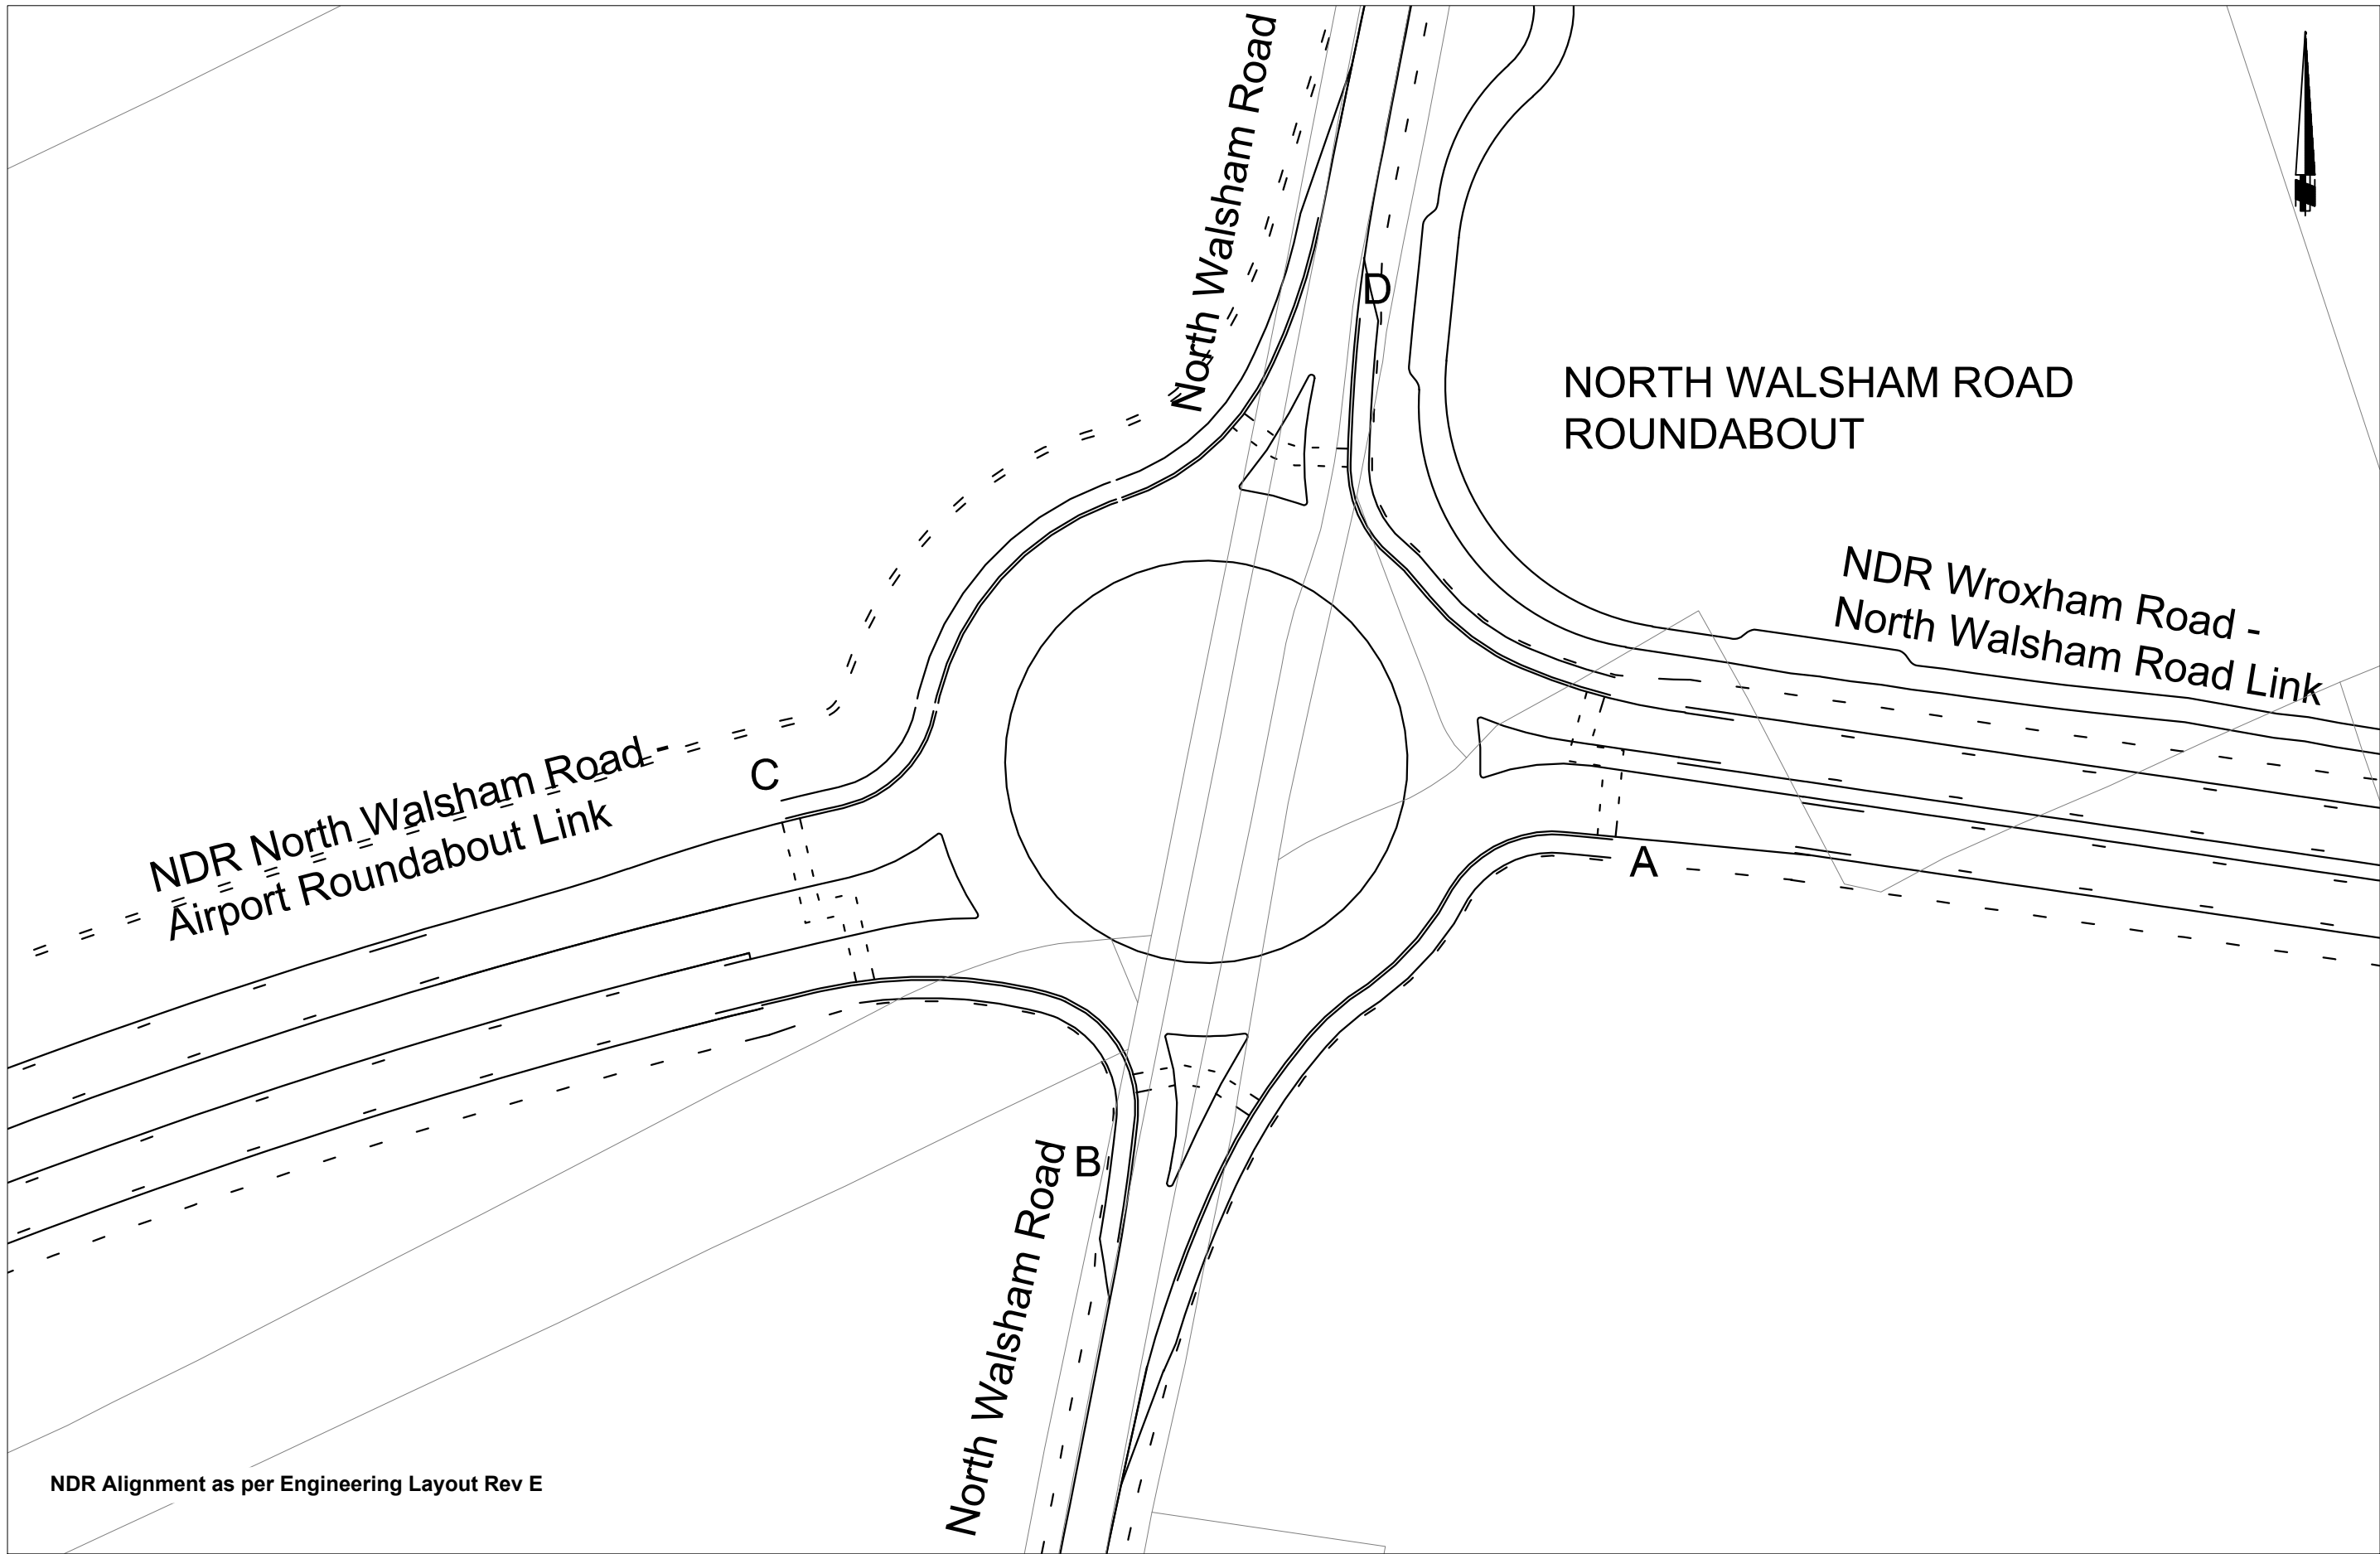 North Walsham Road
D
NORTH WALSHAM ROAD
ROUNDABOUT
NDR Wroxham Road -
North Walsham Road Link
C
NDR North Walsham Road -
Airport Roundabout Link
A
B
North Walsham Road
NDR Alignment as per Engineering Layout Rev E